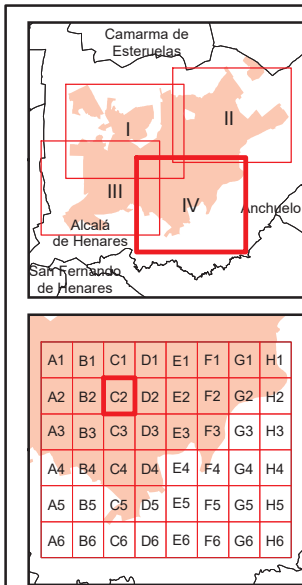 Camarma de
Esteruelas
I
II
III
IV
Anchuelo
Alcalá
de Henares
San Fernando
de Henares
A1 B1 C1 D1 E1 F1 G1 H1
A2 B2 C2 D2 E2 F2 G2 H2
A3 B3 C3 D3 E3 F3 G3 H3
A4 B4 C4 D4 E4 F4 G4 H4
A5 B5 C5 D5 E5 F5 G5 H5
A6 B6 C6 D6 E6 F6 G6 H6